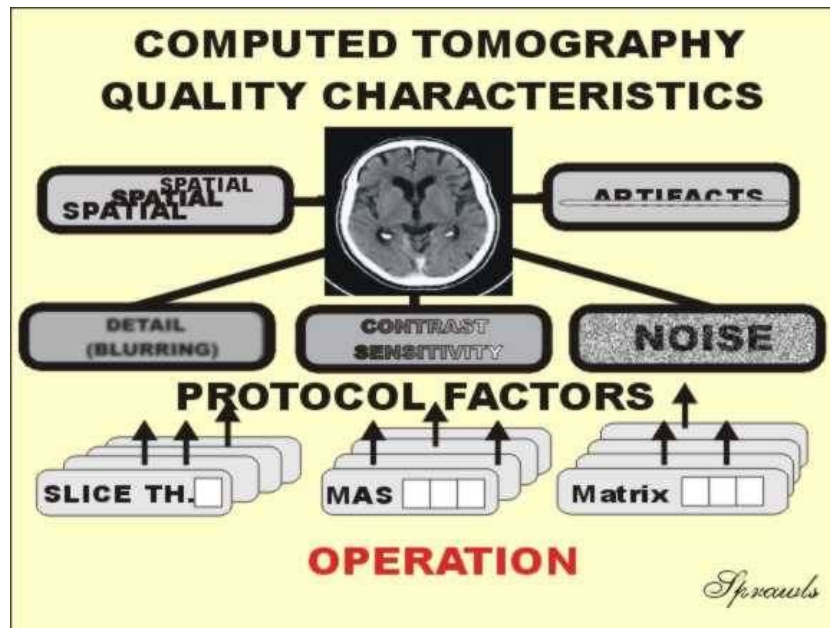 COMPUTED TOMOGRAPHY
QUALITY CHARACTERISTICS
SPATIAL
SPATIAL
SPATIAL
ARTIFACTS
DETAIL
(BLURRING)
CONTRAST
SENSITIVITY
NOISE
PROTOCOL FACTORS
SLICE TH.
MAS
Matrix
OPERATION
Sprawls